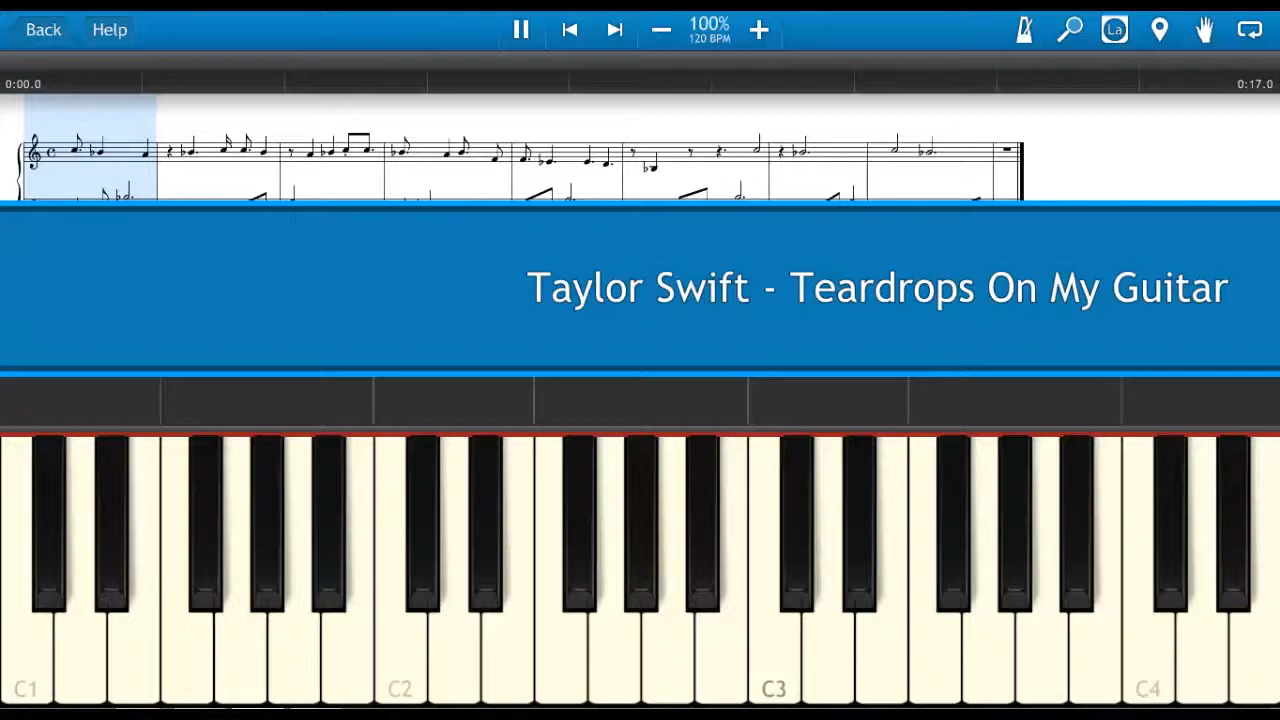 Back Help 100% La
120 BPM
0:00.0 0:17.0
Taylor Swift - Teardrops On My Guitar
C1 C2 C3 C4